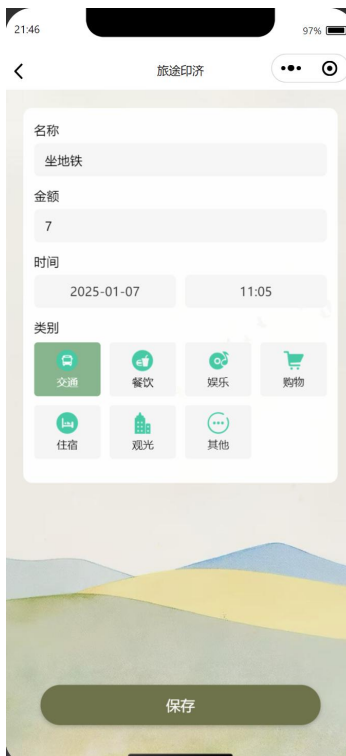 21:46
97%
旅途印济
名称
坐地铁
金额
7
时间
2025-01-07 11:05
类别
交通 餐饮 娱乐 购物
住宿 观光 其他
保存